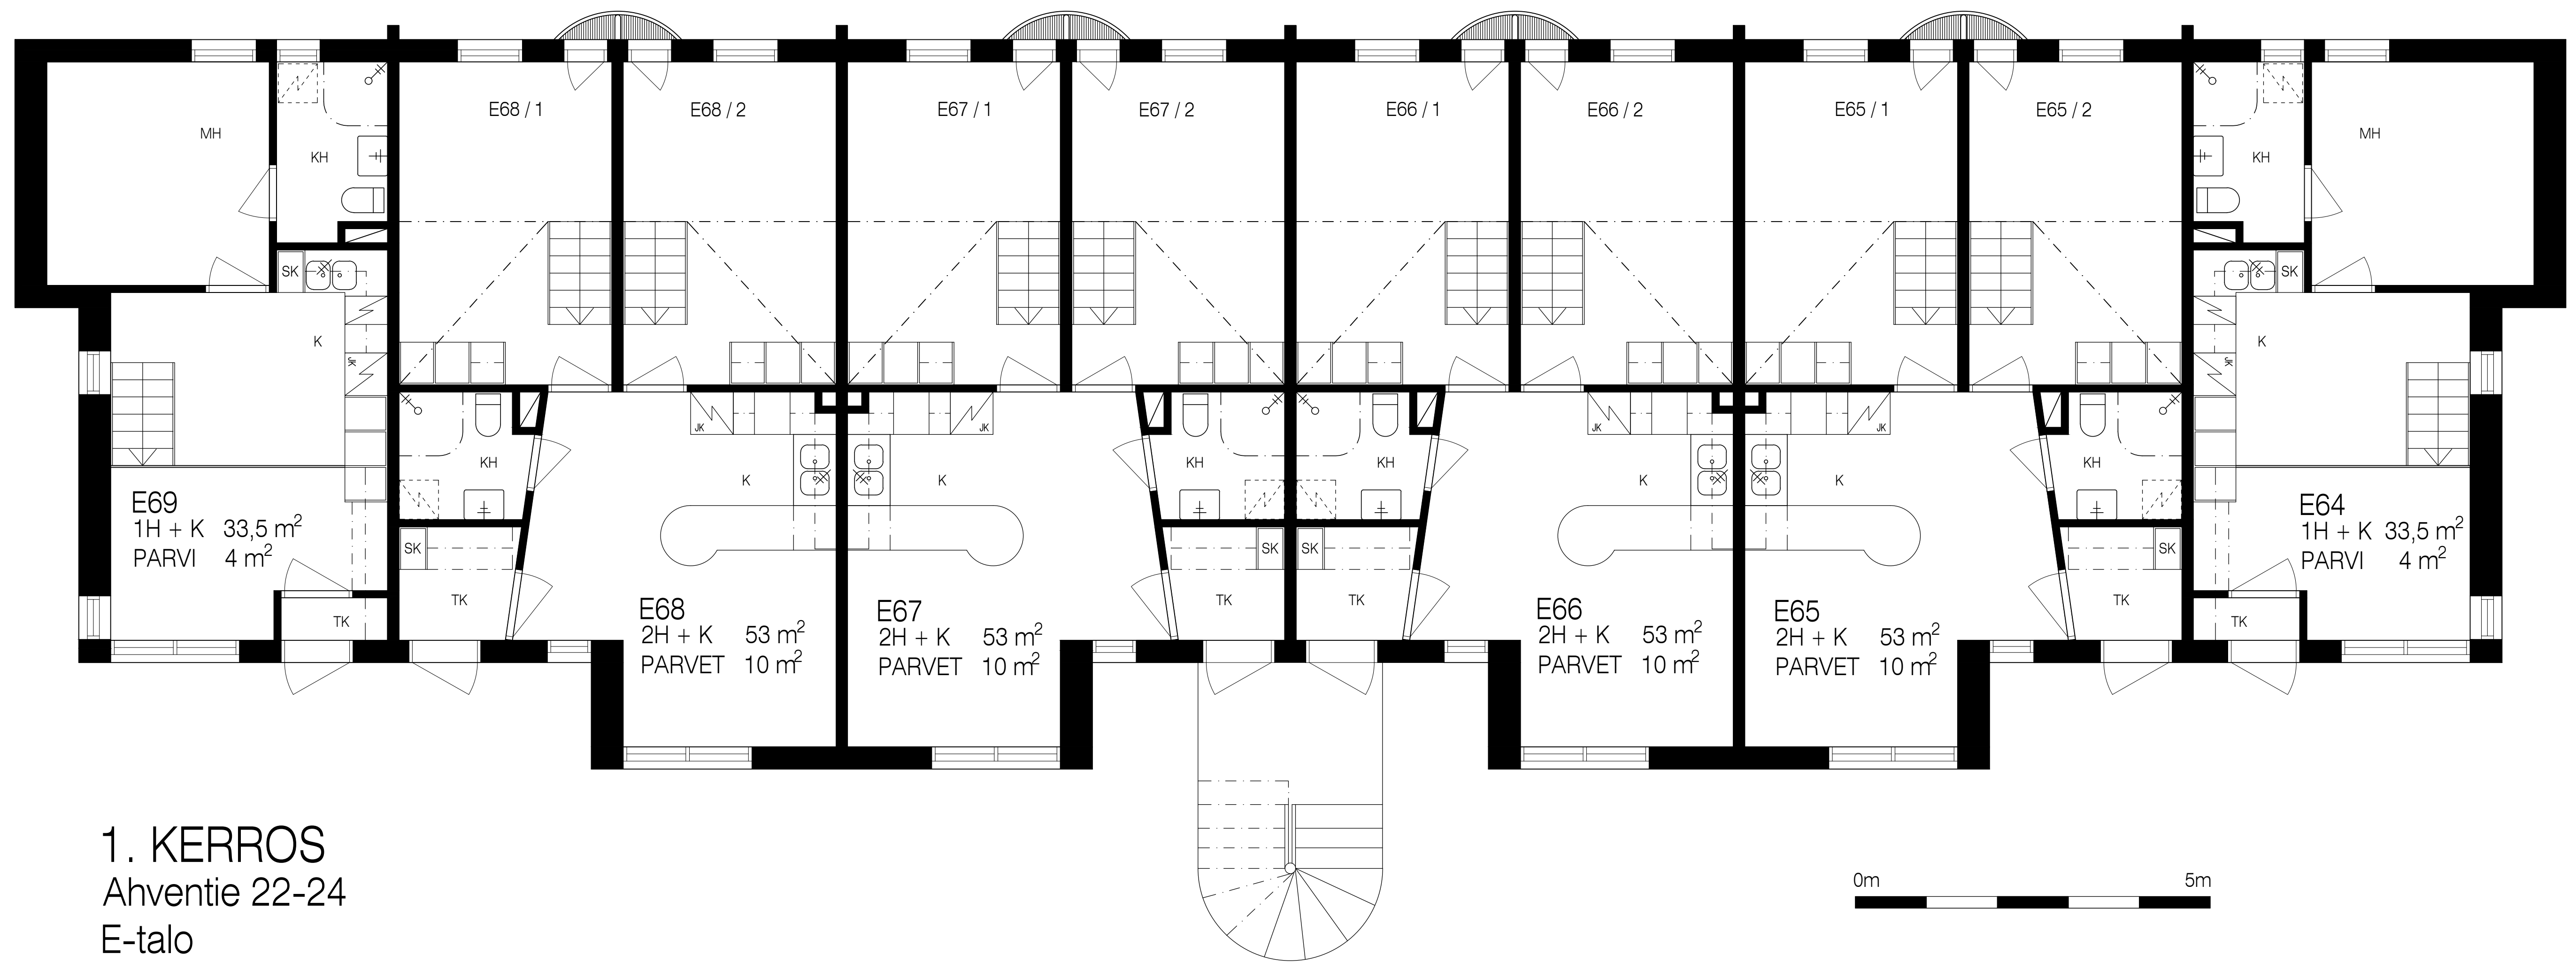 E68 / 1
E68 / 2
E67 / 1
E67 / 2
E66 / 1
E66 / 2
E65 / 1
E65 / 2
MH
KH
KH
MH
SK
SK
K
JK
K
JK
JK
JK
JK
JK
KH
K
K
KH
KH
K
K
KH
E69
1H + K 33,5 m²
PARVI 4 m²
E64
1H + K 33,5 m²
PARVI 4 m²
SK
SK
SK
SK
TK
TK
TK
TK
TK
TK
E68
2H + K 53 m²
PARVET 10 m²
E67
2H + K 53 m²
PARVET 10 m²
E66
2H + K 53 m²
PARVET 10 m²
E65
2H + K 53 m²
PARVET 10 m²
1. KERROS
Ahventie 22-24
E-talo
0m 5m